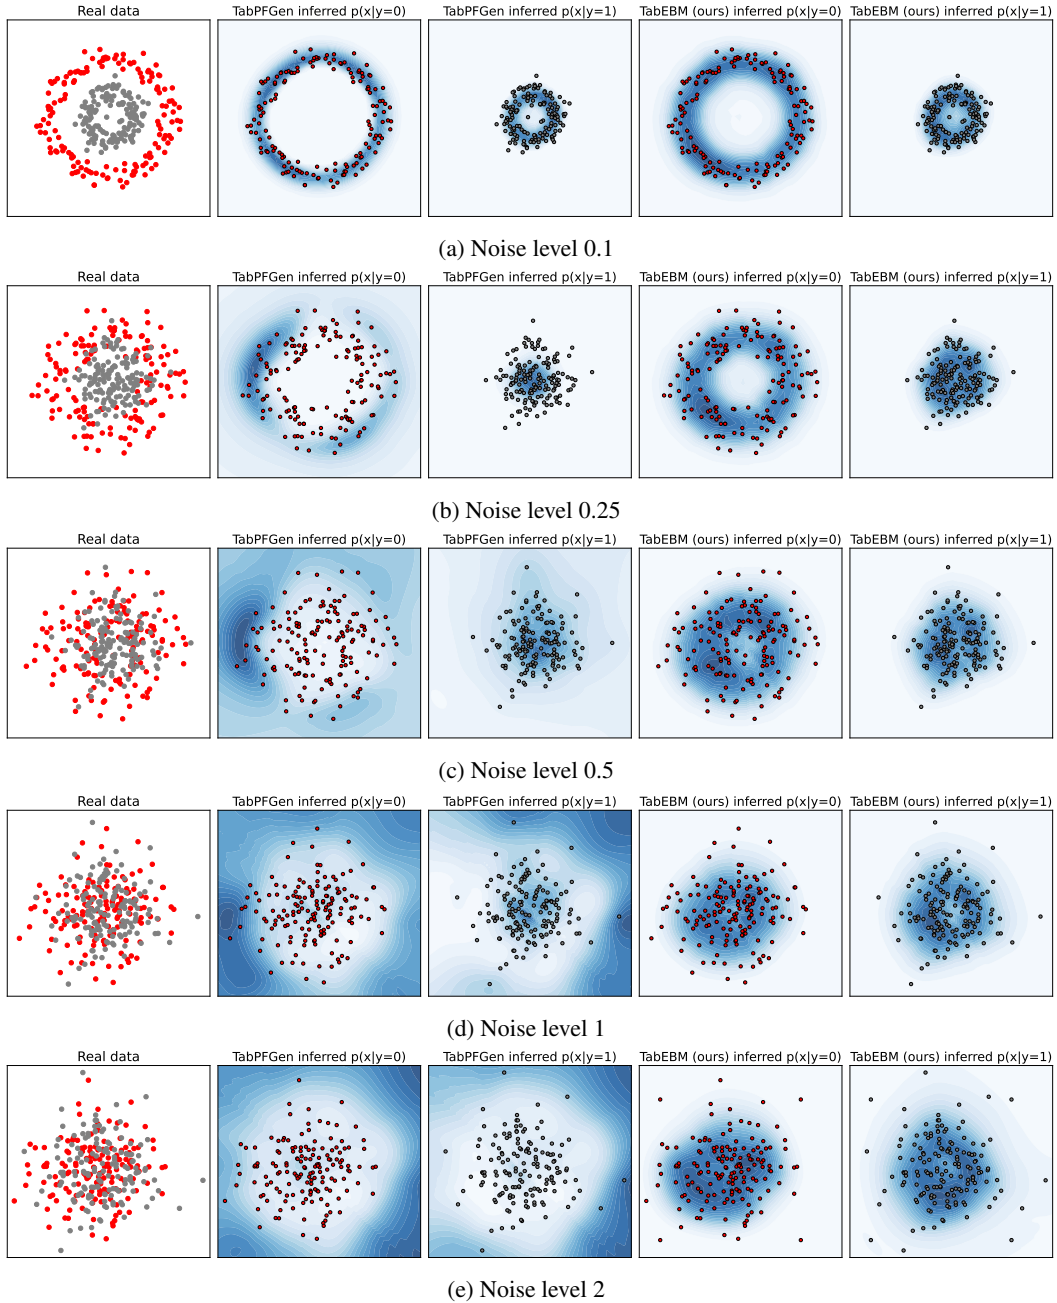 Real data
TabPFGen inferred p(x|y=0)
TabPFGen inferred p(x|y=1)
TabEBM (ours) inferred p(x|y=0)
TabEBM (ours) inferred p(x|y=1)
(a) Noise level 0.1
Real data
TabPFGen inferred p(x|y=0)
TabPFGen inferred p(x|y=1)
TabEBM (ours) inferred p(x|y=0)
TabEBM (ours) inferred p(x|y=1)
(b) Noise level 0.25
Real data
TabPFGen inferred p(x|y=0)
TabPFGen inferred p(x|y=1)
TabEBM (ours) inferred p(x|y=0)
TabEBM (ours) inferred p(x|y=1)
(c) Noise level 0.5
Real data
TabPFGen inferred p(x|y=0)
TabPFGen inferred p(x|y=1)
TabEBM (ours) inferred p(x|y=0)
TabEBM (ours) inferred p(x|y=1)
(d) Noise level 1
Real data
TabPFGen inferred p(x|y=0)
TabPFGen inferred p(x|y=1)
TabEBM (ours) inferred p(x|y=0)
TabEBM (ours) inferred p(x|y=1)
(e) Noise level 2